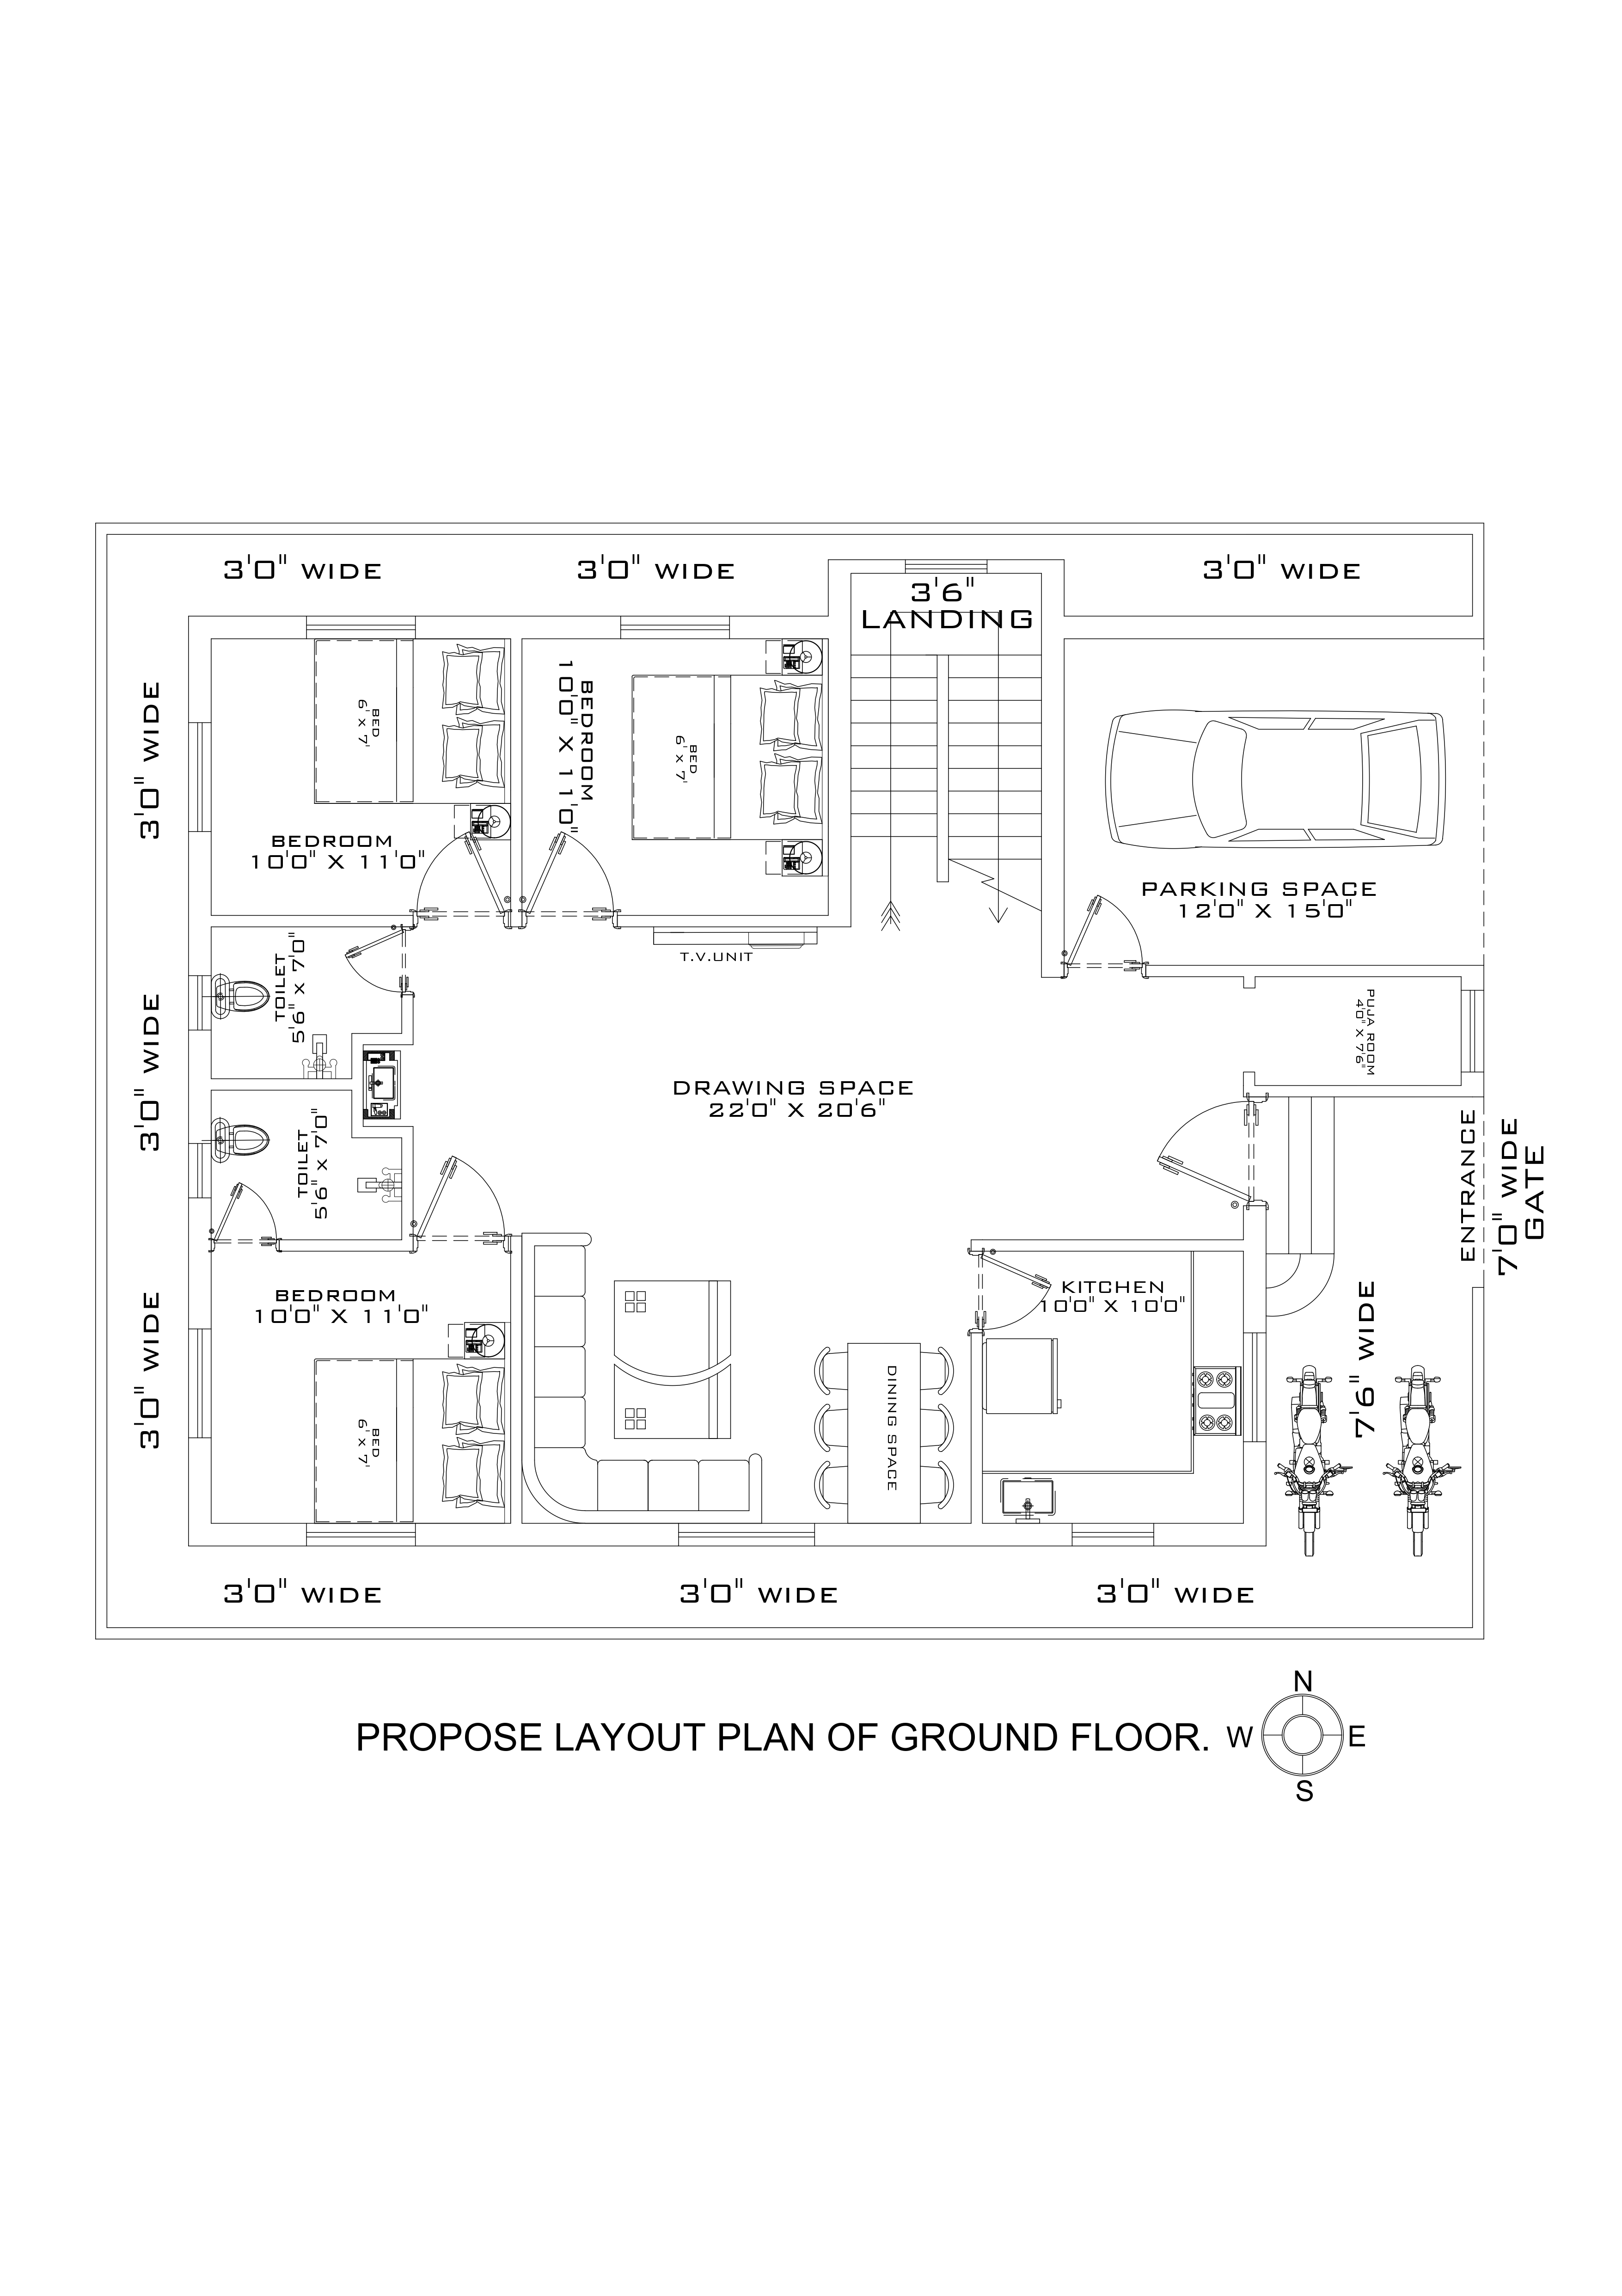 3'0" WIDE
3'0" WIDE
3'0" WIDE
3'6"
LANDING
3'0" WIDE
BED
6' X 7'
BEDROOM
10'0" X 11'0"
BEDROOM
10'0" X 11'0"
BED
6' X 7'
PARKING SPACE
12'0" X 15'0"
T.V.UNIT
TOILET
5'6" X 7'0"
3'0" WIDE
PUJA ROOM
4'0" X 7'6"
DRAWING SPACE
22'0" X 20'6"
TOILET
5'6" X 7'0"
ENTRANCE
7'0" WIDE
GATE
3'0" WIDE
BEDROOM
10'0" X 11'0"
KITCHEN
10'0" X 10'0"
7'6" WIDE
BED
6' X 7'
DINING SPACE
3'0" WIDE
3'0" WIDE
3'0" WIDE
PROPOSE LAYOUT PLAN OF GROUND FLOOR.
N
W
E
S